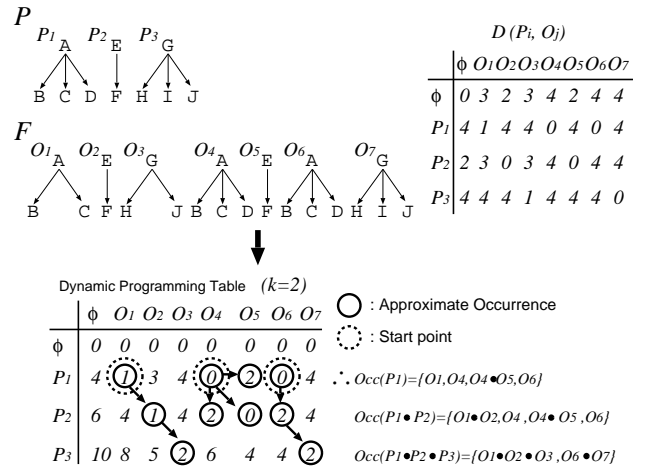 P
P1 A P2 E P3 G
B C D F H I J
F
O1 A O2 E O3 G O4 A O5 E O6 A O7 G
B C F H J B C D F B C D H I J
D (Pi, Oj)
ϕ O1 O2 O3 O4 O5 O6 O7
ϕ 0 3 2 3 4 2 4 4
P1 4 1 4 4 0 4 0 4
P2 2 3 0 3 4 0 4 4
P3 4 4 4 1 4 4 4 0
Dynamic Programming Table (k=2)
ϕ O1 O2 O3 O4 O5 O6 O7
ϕ 0 0 0 0 0 0 0 0
P1 4 1 3 4 0 2 0 4
P2 6 4 1 4 2 0 2 4
P3 10 8 5 2 6 4 4 2
: Approximate Occurrence
: Start point
∴ Occ(P1)={O1,O4,O4•O5,O6}
Occ(P1•P2)={O1•O2,O4 ,O4• O5 ,O6}
Occ(P1•P2•P3)={O1•O2•O3 ,O6•O7}